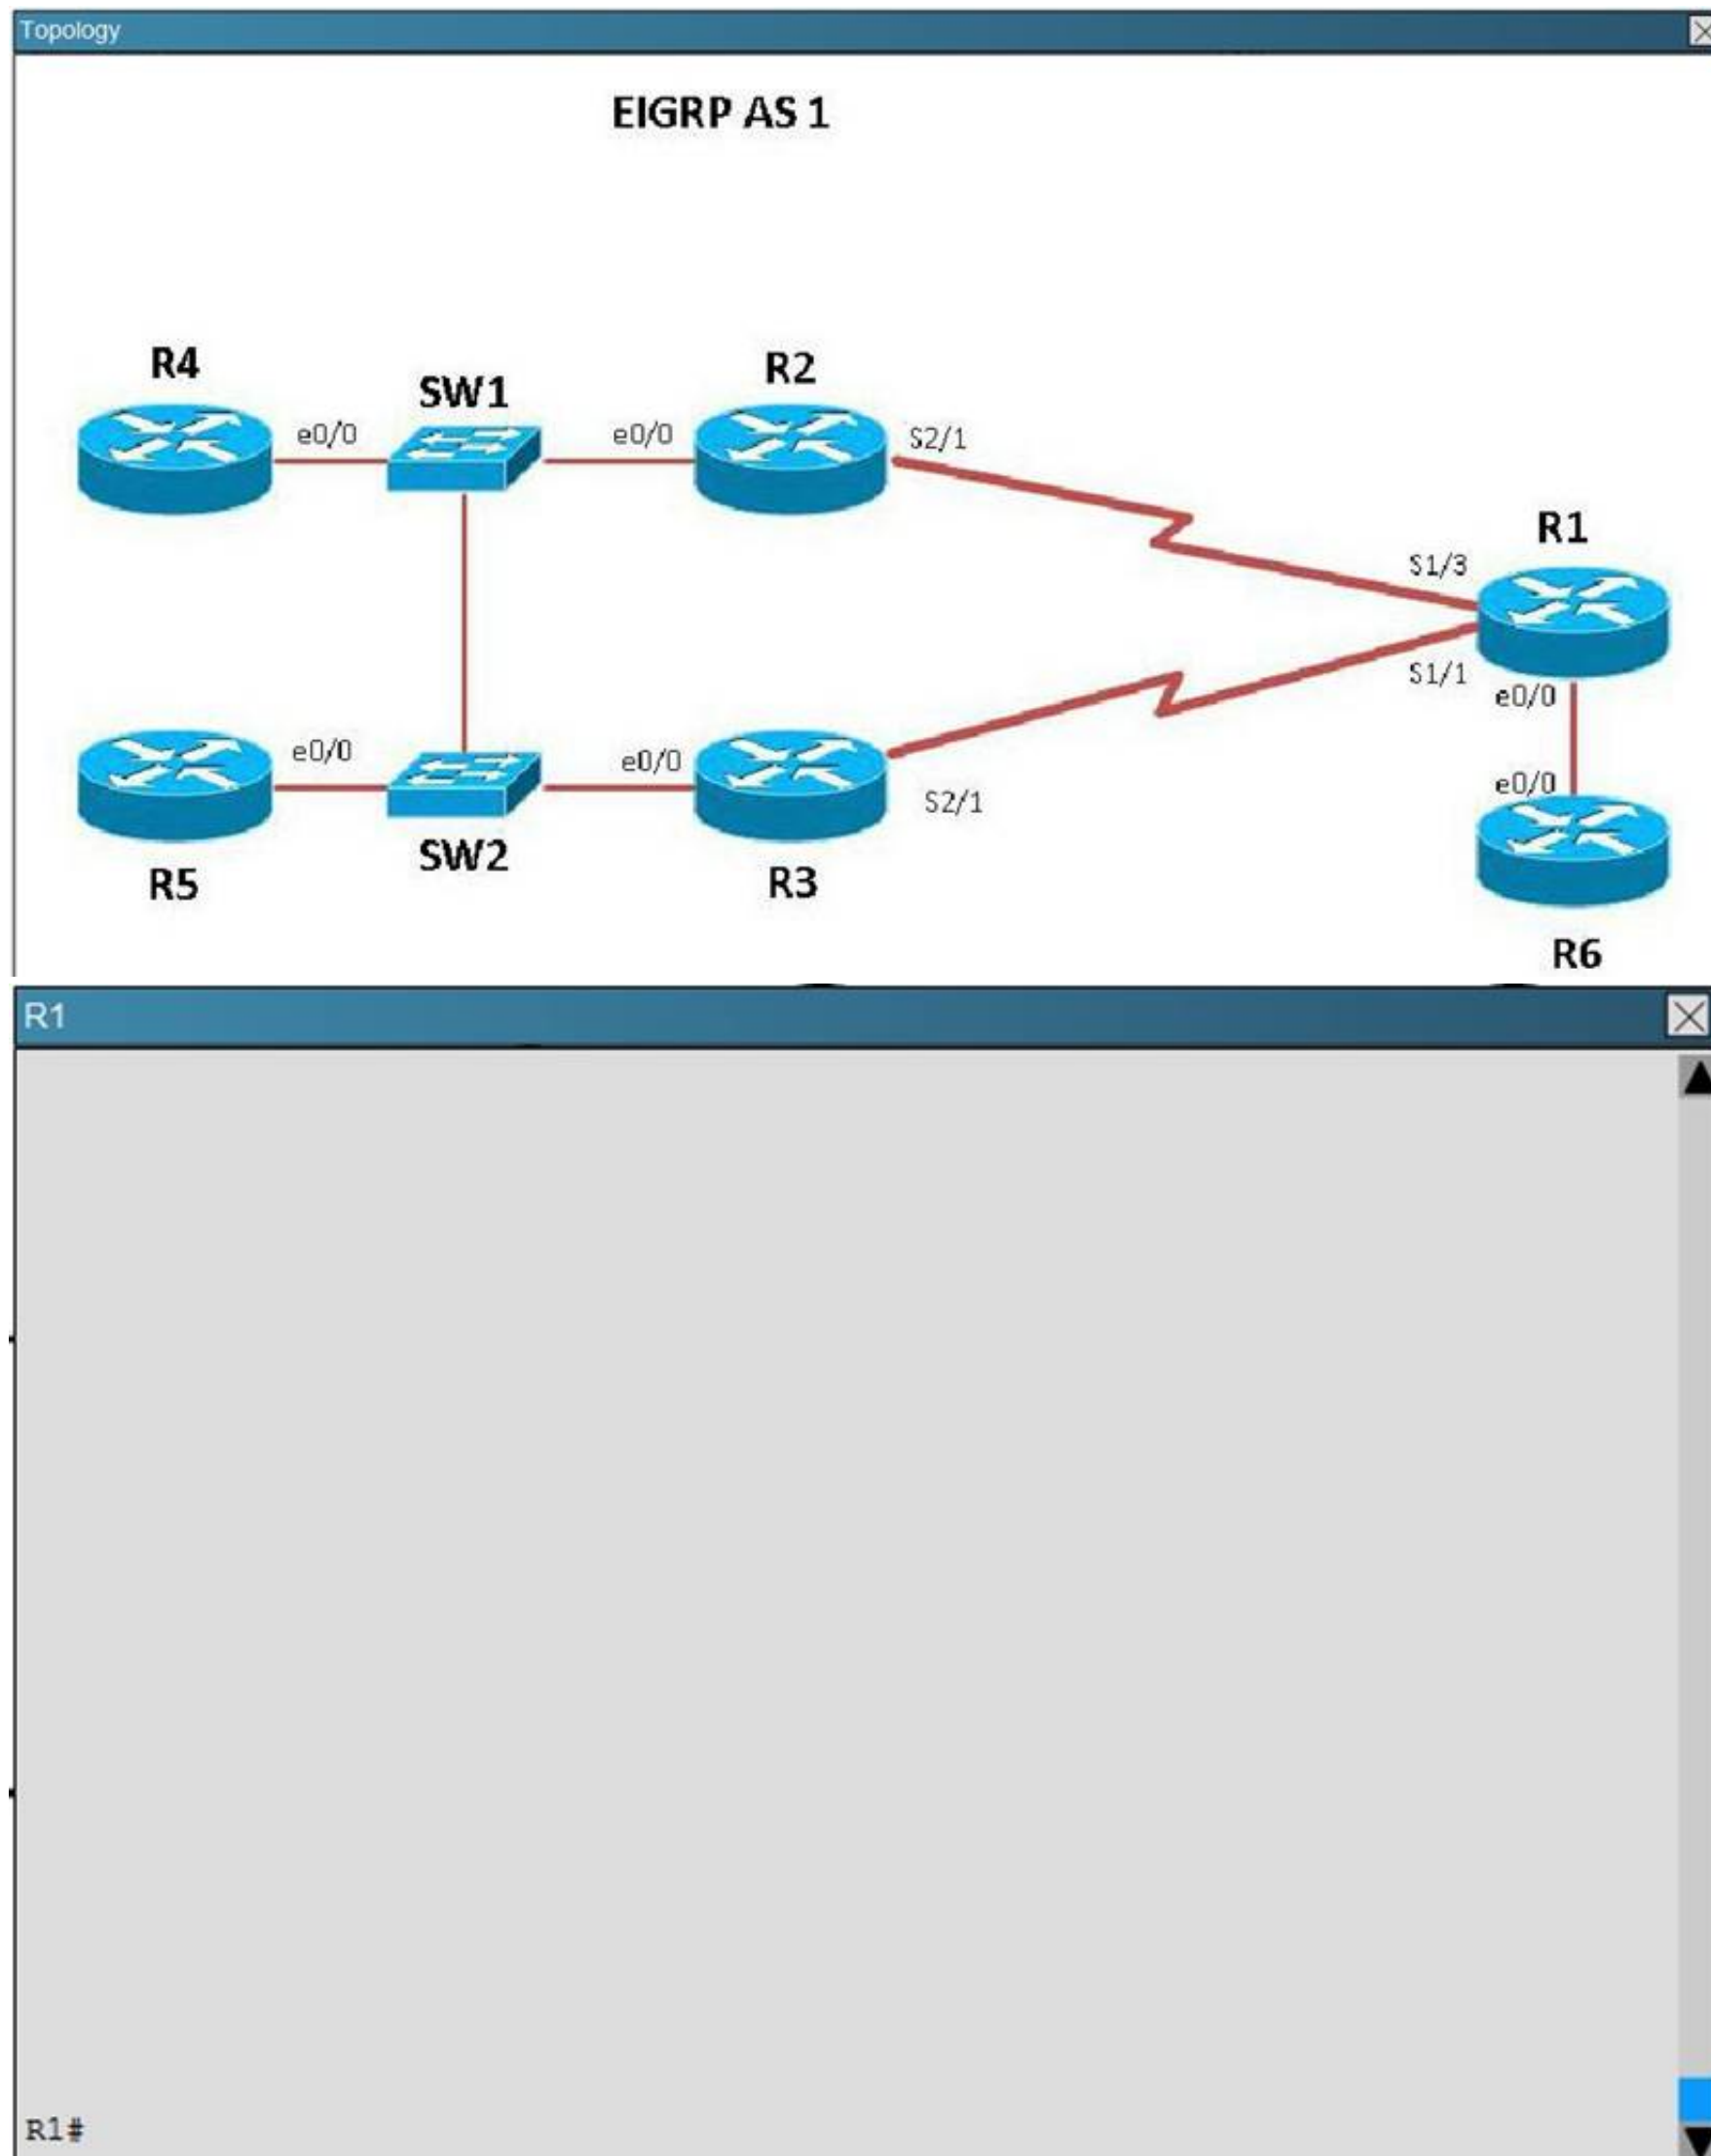 Topology
EIGRP AS 1
R4
SW1
R2
e0/0
e0/0
S2/1
R1
S1/3
S1/1
e0/0
e0/0
e0/0
e0/0
S2/1
R5
SW2
R3
R6
R1
R1#